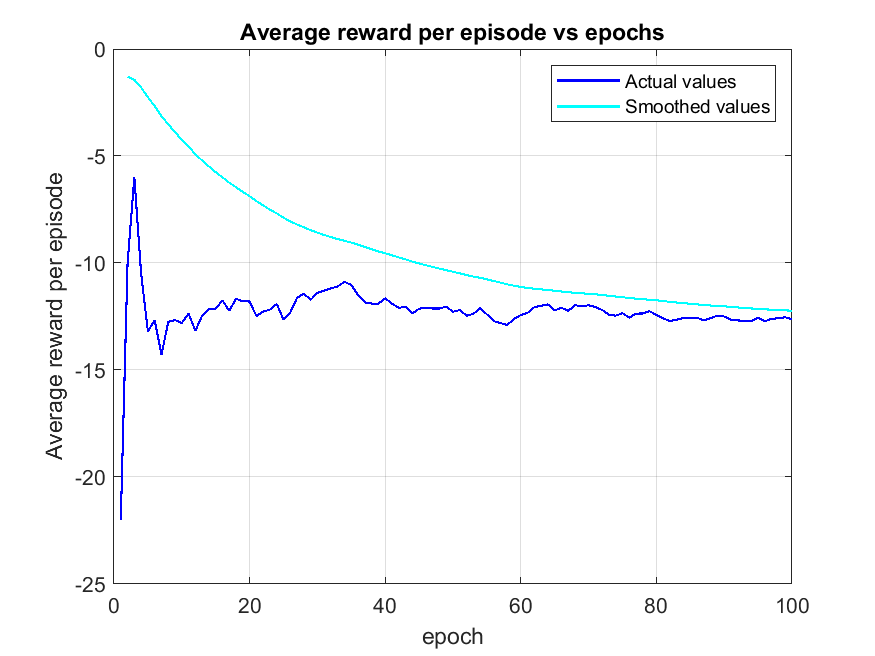 Average reward per episode vs epochs
Actual values
Smoothed values
Average reward per episode
0
-5
-10
-15
-20
-25
0 20 40 60 80 100
epoch